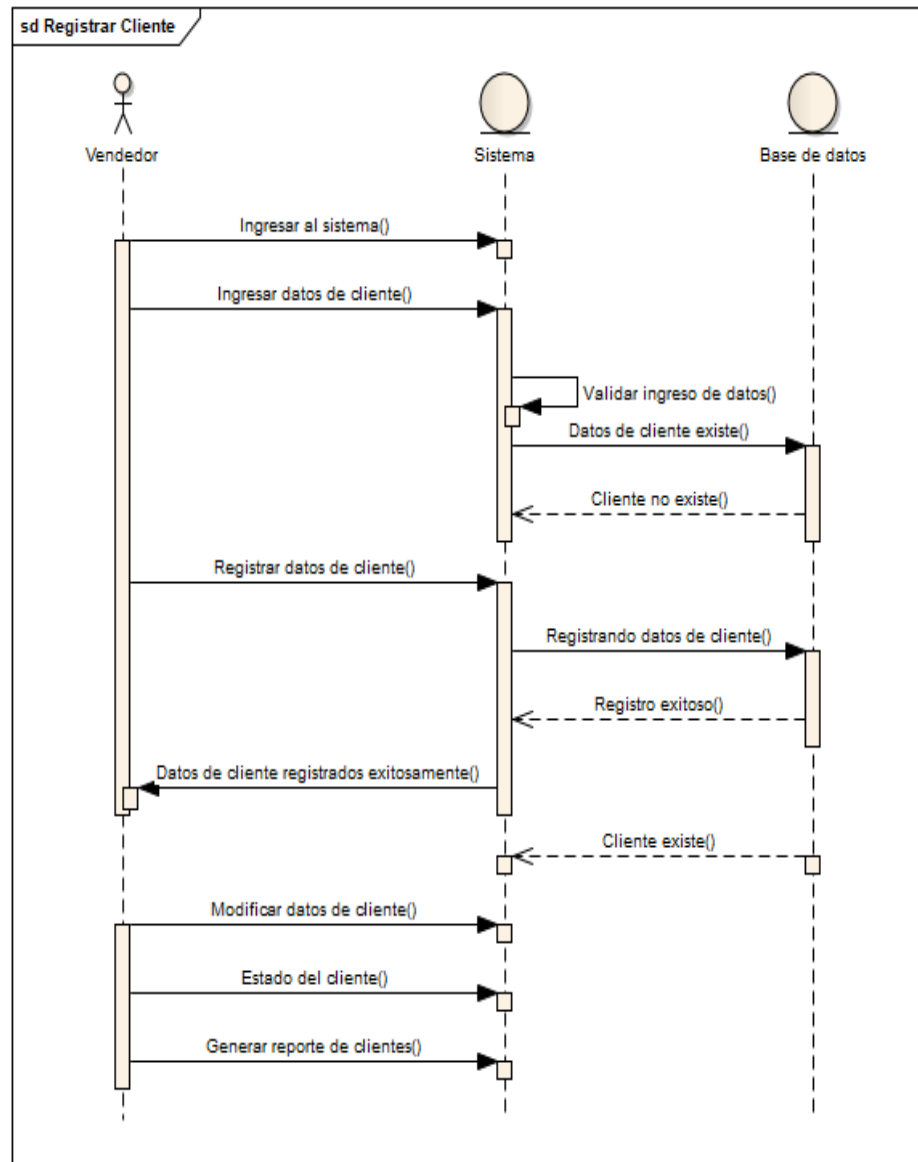 sd Registrar Cliente
Vendedor
Sistema
Base de datos
Ingresar al sistema()
Ingresar datos de cliente()
Validar ingreso de datos()
Datos de cliente existe()
Cliente no existe()
Registrar datos de cliente()
Registrando datos de cliente()
Registro exitoso()
Datos de cliente registrados exitosamente()
Cliente existe()
Modificar datos de cliente()
Estado del cliente()
Generar reporte de clientes()